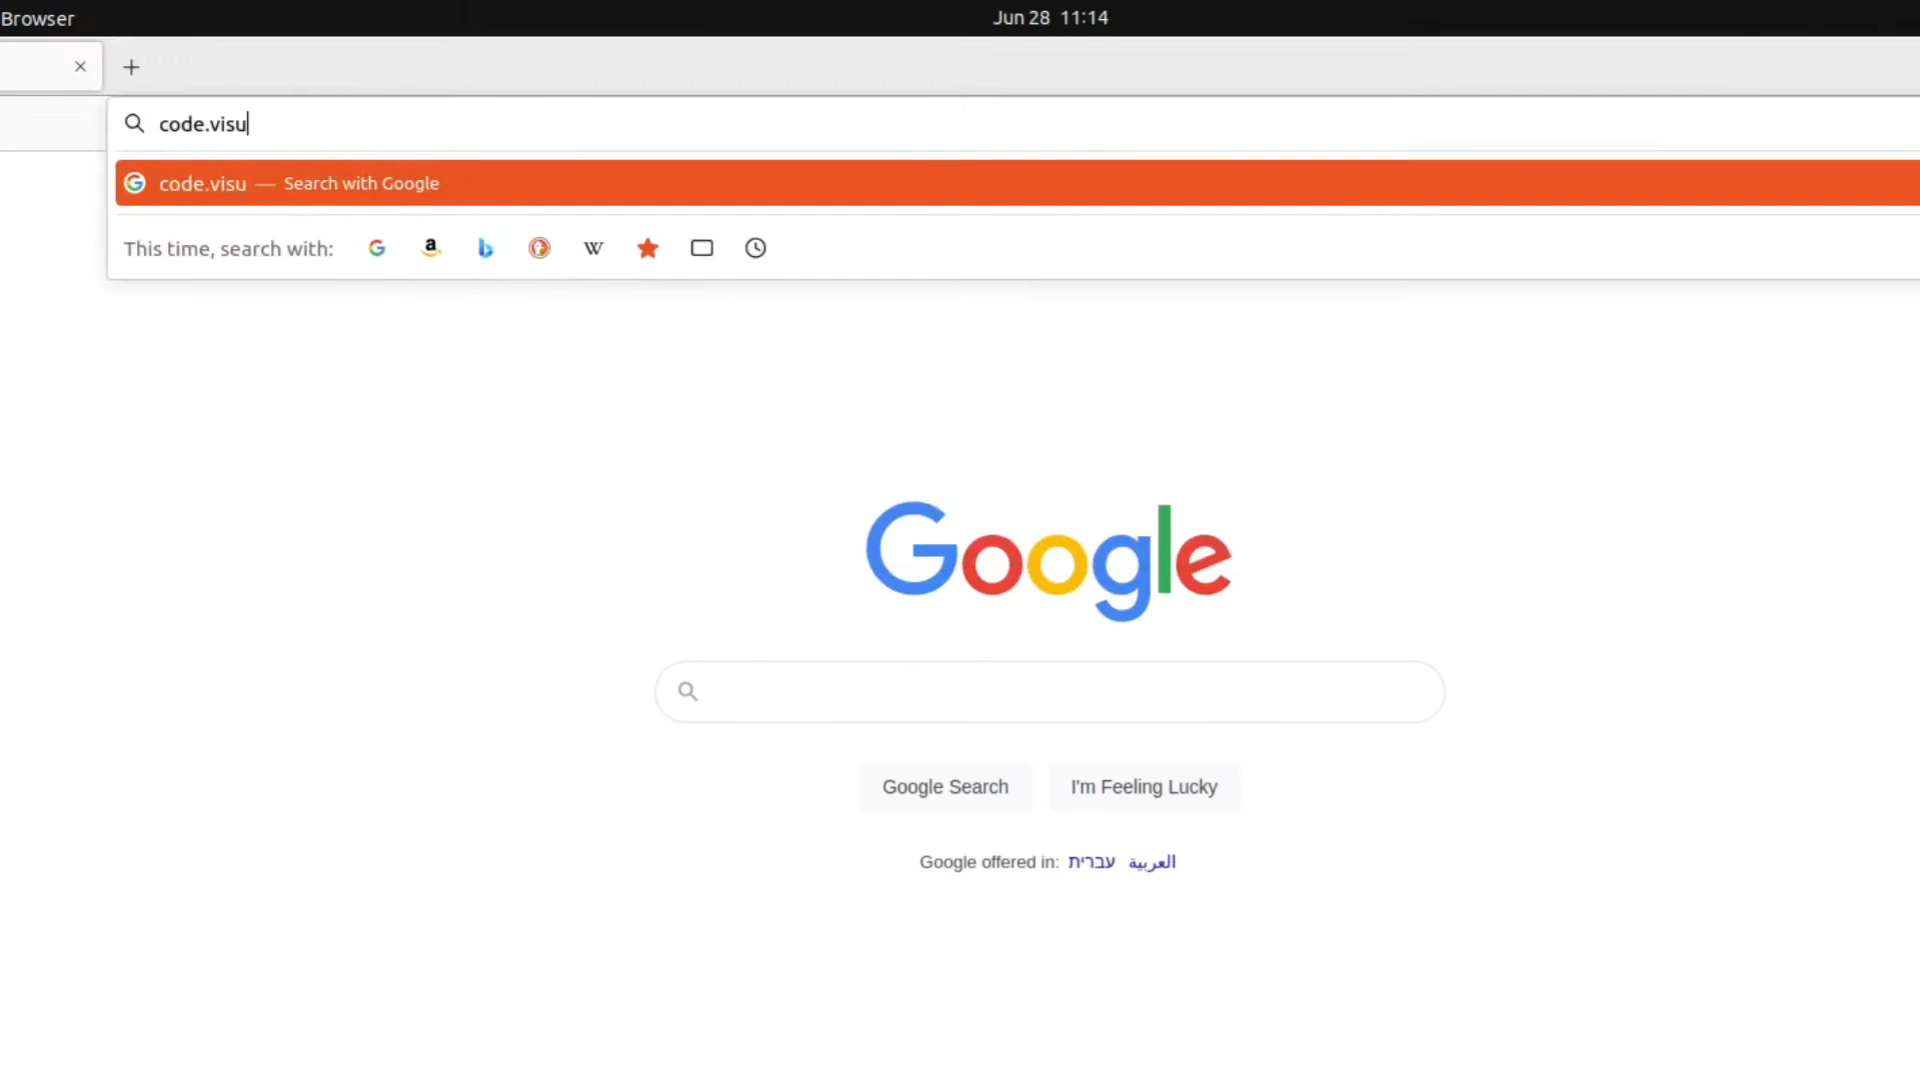 Browser
Jun 28 11:14
code.visu
code.visu — Search with Google
This time, search with:
Google
Google Search
I'm Feeling Lucky
Google offered in: עברית العربية